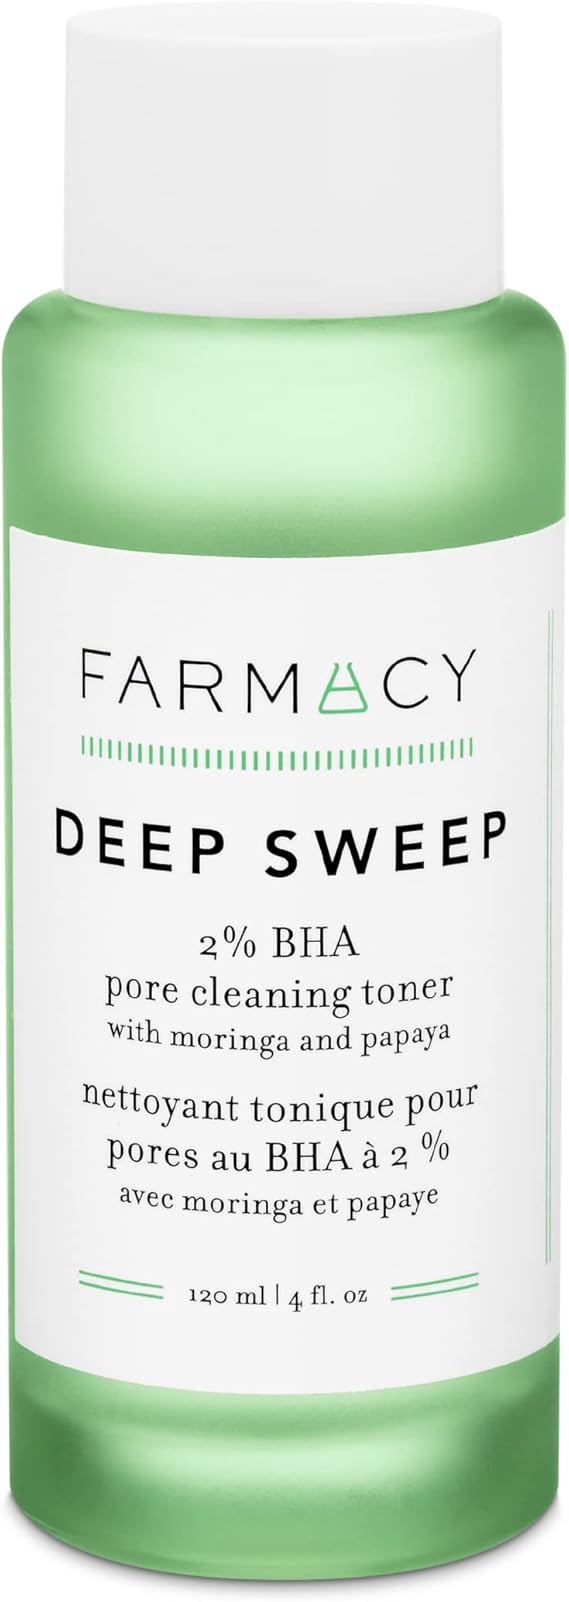 FARMACY
DEEP SWEEP
2% BHA
pore cleaning toner
with moringa and papaya
nettoyant tonique pour
pores au BHA à 2 %
avec moringa et papaye
120 ml | 4 fl. oz